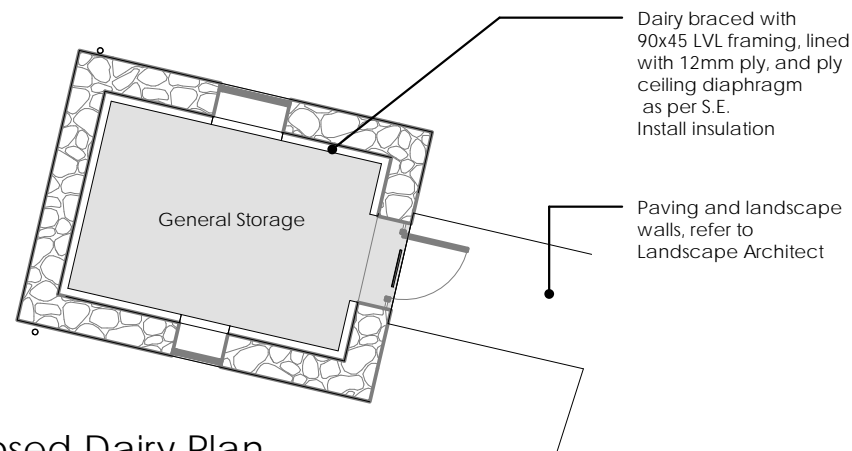 Dairy braced with
90x45 LVL framing, lined
with 12mm ply, and ply
ceiling diaphragm
as per S.E.
Install insulation
General Storage
Paving and landscape
walls, refer to
Landscape Architect
Dairy Plan